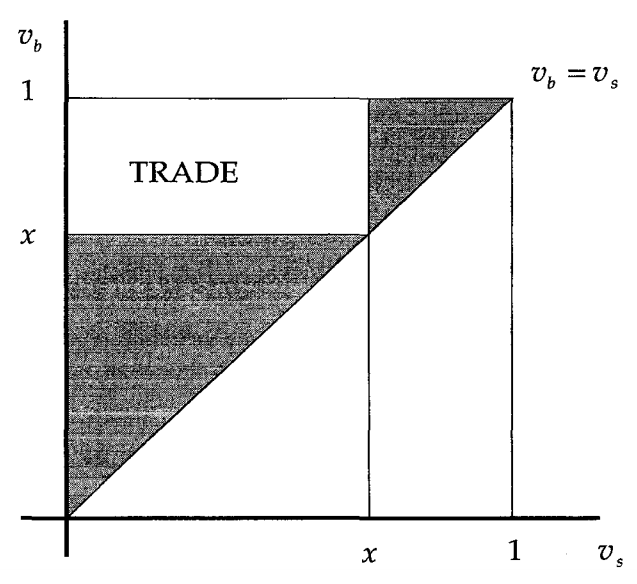 v_b
v_b = v_s
1
TRADE
x
x
1
v_s